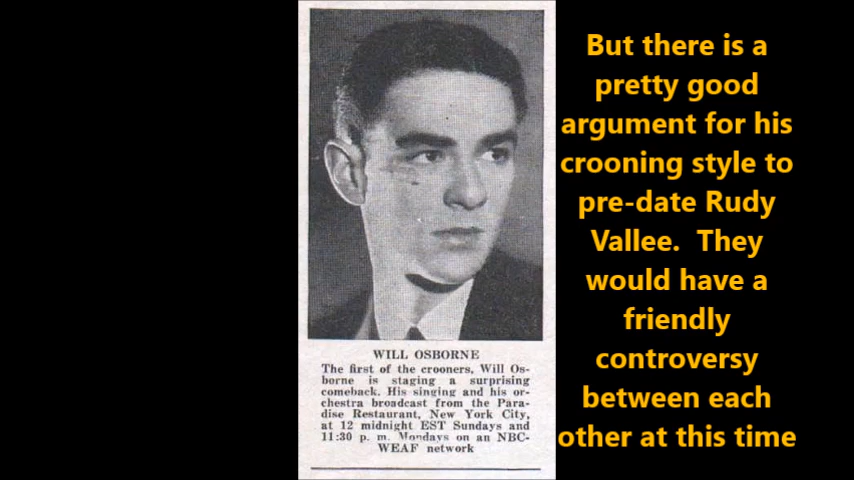 WILL OSBORNE
The first of the crooners, Will Os-
borne is staging a surprising
comeback. His singing and his or-
chestra broadcast from the Para-
dise Restaurant, New York City,
at 12 midnight EST Sundays and
11:30 p. m. Mondays on an NBC-
WEAF network
But there is a
pretty good
argument for his
crooning style to
pre-date Rudy
Vallee.  They
would have a
friendly
controversy
between each
other at this time